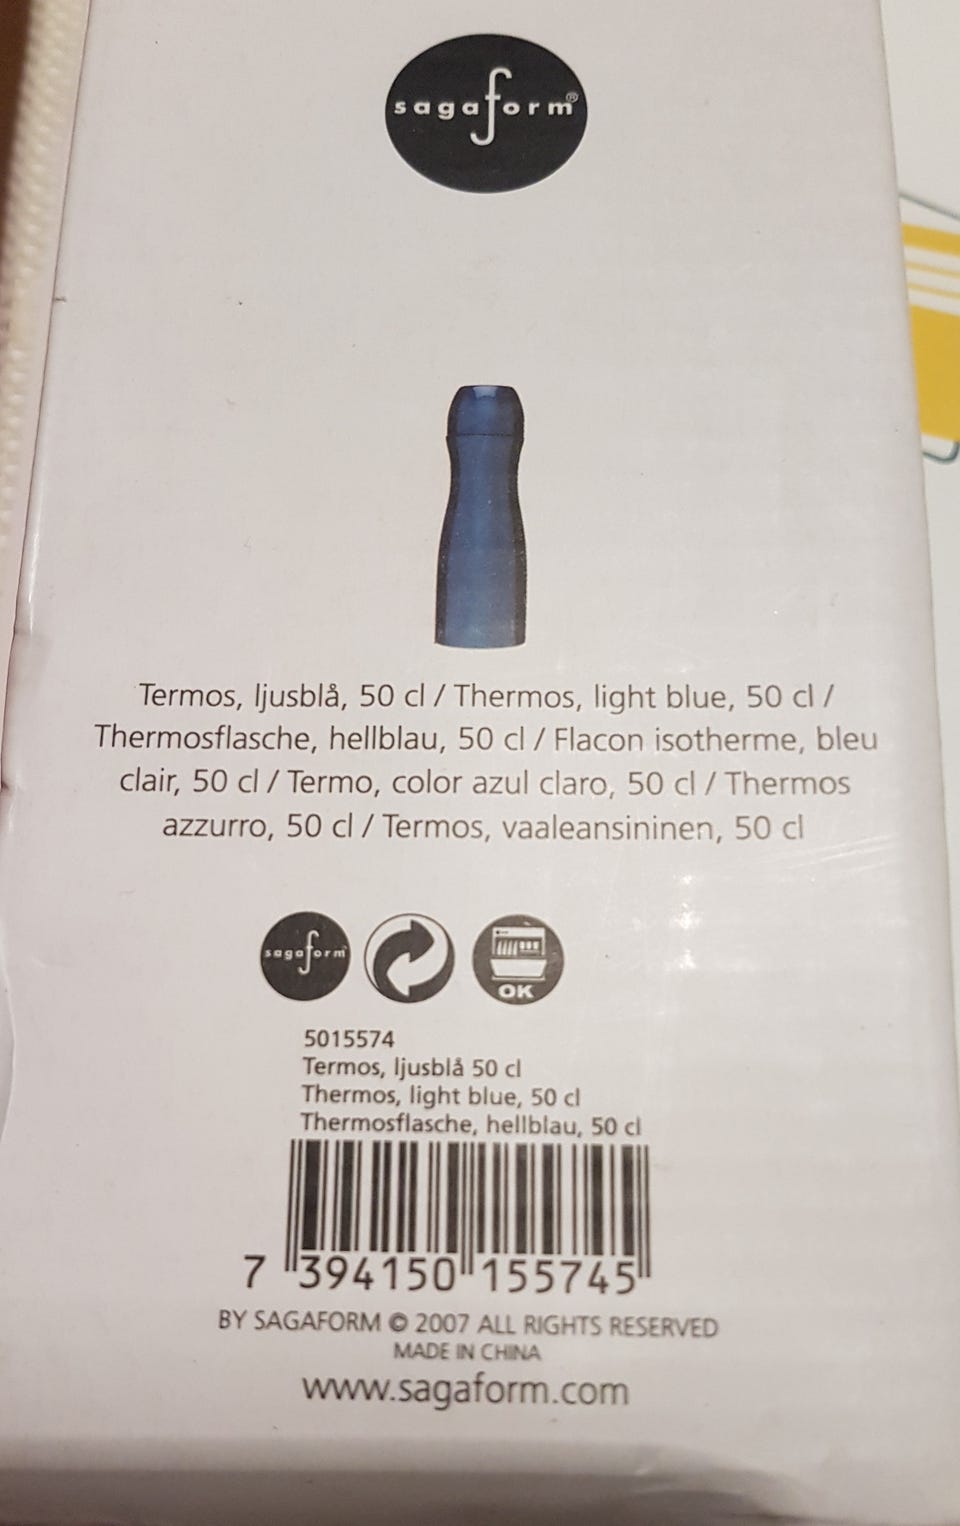 sagaform®
Termos, ljusblå, 50 cl / Thermos, light blue, 50 cl /
Thermosflasche, hellblau, 50 cl / Flacon isotherme, bleu
clair, 50 cl / Termo, color azul claro, 50 cl / Thermos
azzurro, 50 cl / Termos, vaaleansininen, 50 cl
sagaform
OK
5015574
Termos, ljusblå 50 cl
Thermos, light blue, 50 cl
Thermosflasche, hellblau, 50 cl
7 394150 155745
BY SAGAFORM © 2007 ALL RIGHTS RESERVED
MADE IN CHINA
www.sagaform.com